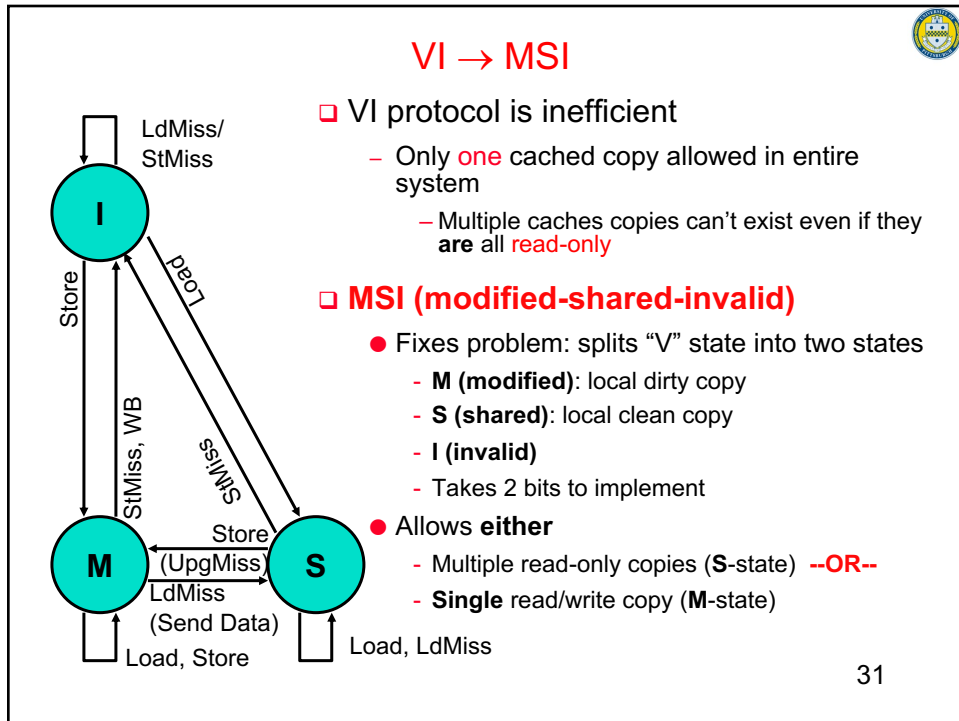 VI → MSI
❑ VI protocol is inefficient
– Only one cached copy allowed in entire
system
– Multiple caches copies can't exist even if they
are all read-only
❑ MSI (modified-shared-invalid)
● Fixes problem: splits "V" state into two states
- M (modified): local dirty copy
- S (shared): local clean copy
- I (invalid)
- Takes 2 bits to implement
● Allows either
- Multiple read-only copies (S-state) --OR--
- Single read/write copy (M-state)
LdMiss/
StMiss
I
Store
Load
StMiss, WB
StMiss
M
Store
(UpgMiss)
S
LdMiss
(Send Data)
Load, Store
Load, LdMiss
31